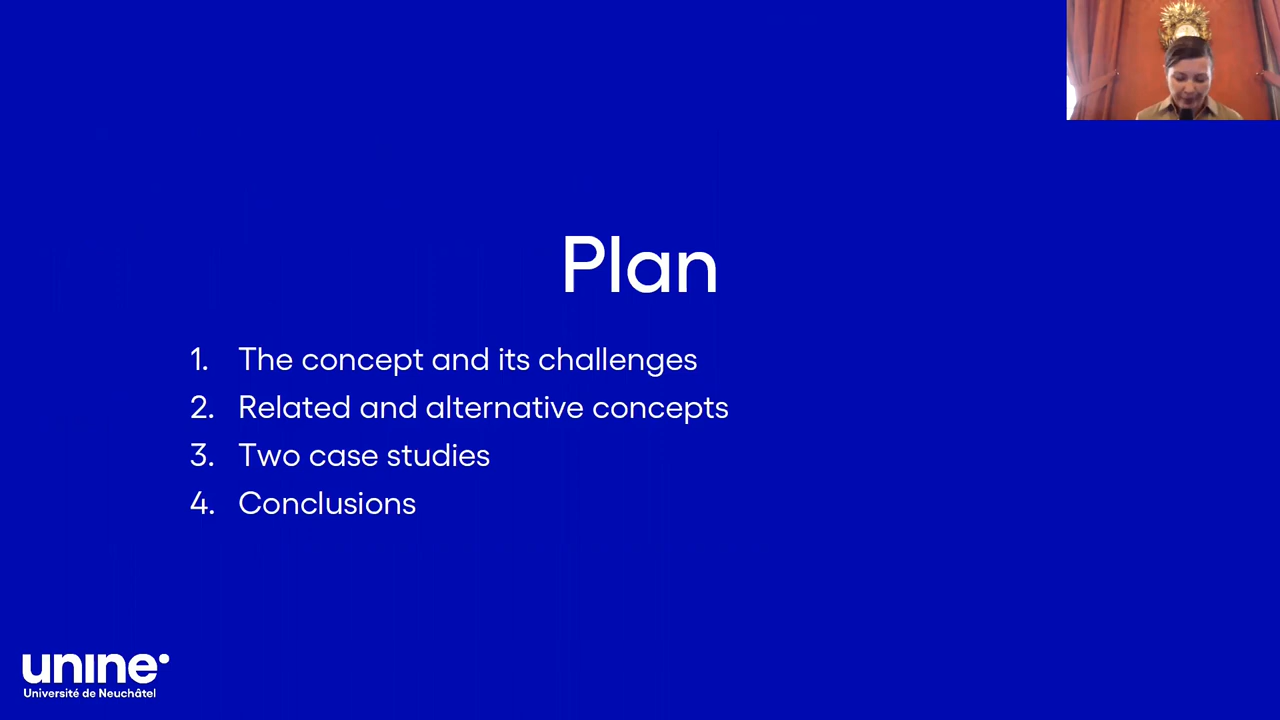 Plan
1. The concept and its challenges
2. Related and alternative concepts
3. Two case studies
4. Conclusions
unine
Université de Neuchâtel